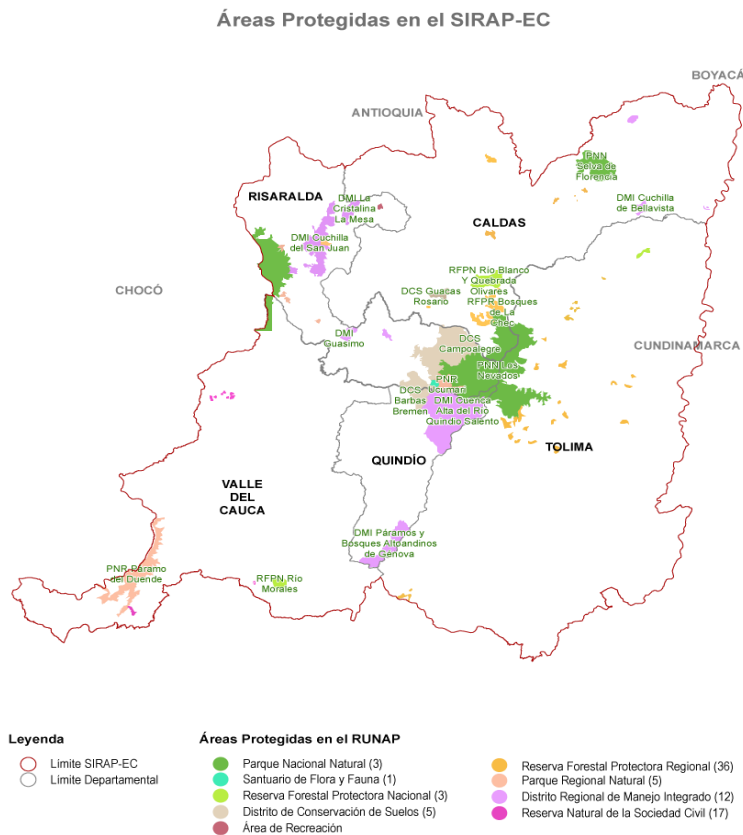 Áreas Protegidas en el SIRAP-EC
BOYACÁ
ANTIOQUIA
PNN
Selva de
Florencia
RISARALDA
DMI La
Cristalina
La Mesa
DMI Cuchilla
de Bellavista
CALDAS
DMI Cuchilla
del San Juan
RFPN Río Blanco
Y Quebrada
Olivares
CHOCÓ
DCS Guacas
Rosario
RFPR Bosques
de La
Chec
DMI
Guasimo
DCS
Campoalegre
CUNDINAMARCA
PNN Los
Nevados
PNR
Ucumari
DCS
Barbas
Bremen
DMI Cuenca
Alta del Río
Quindío Salento
TOLIMA
QUINDÍO
VALLE
DEL
CAUCA
DMI Páramos y
Bosques Altoandinos
de Genova
PNR Páramo
del Duende
RFPN Río
Morales
Leyenda
Límite SIRAP-EC
Límite Departamental
Áreas Protegidas en el RUNAP
Parque Nacional Natural (3)
Santuario de Flora y Fauna (1)
Reserva Forestal Protectora Nacional (3)
Distrito de Conservación de Suelos (5)
Área de Recreación
Reserva Forestal Protectora Regional (36)
Parque Regional Natural (5)
Distrito Regional de Manejo Integrado (12)
Reserva Natural de la Sociedad Civil (17)